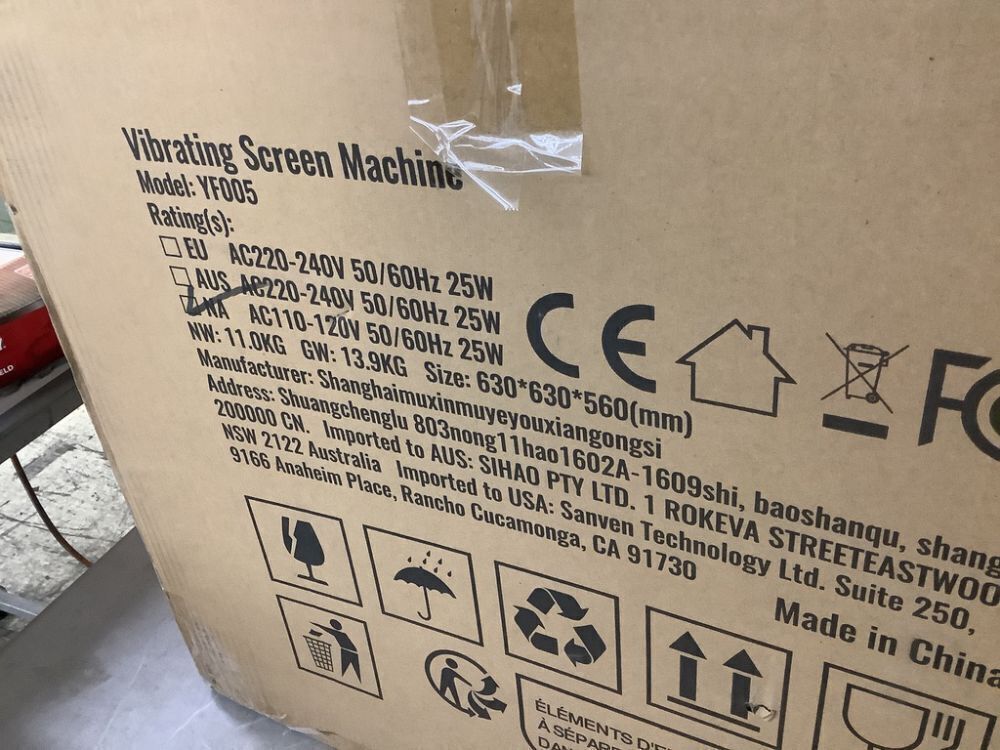 Vibrating Screen Machine
Model: YF005
Rating(s):
EU AC220-240V 50/60Hz 25W
AUS AC220-240V 50/60Hz 25W
NA AC110-120V 50/60Hz 25W
NW: 11.0KG GW: 13.9KG Size: 630*630*560(mm)
Manufacturer: Shanghaimuxinmuyeyouxiangongsi
Address: Shuangchenglu 803nong11hao1602A-1609shi, baoshanqu, shang
200000 CN. Imported to AUS: SIHAO PTY LTD. 1 ROKEVA STREETEASTWOO
NSW 2122 Australia Imported to USA: Sanven Technology Ltd. Suite 250,
9166 Anaheim Place, Rancho Cucamonga, CA 91730
Made in China
CE
FC
ÉLÉMENTS D'E
À SÉPAR
DAN